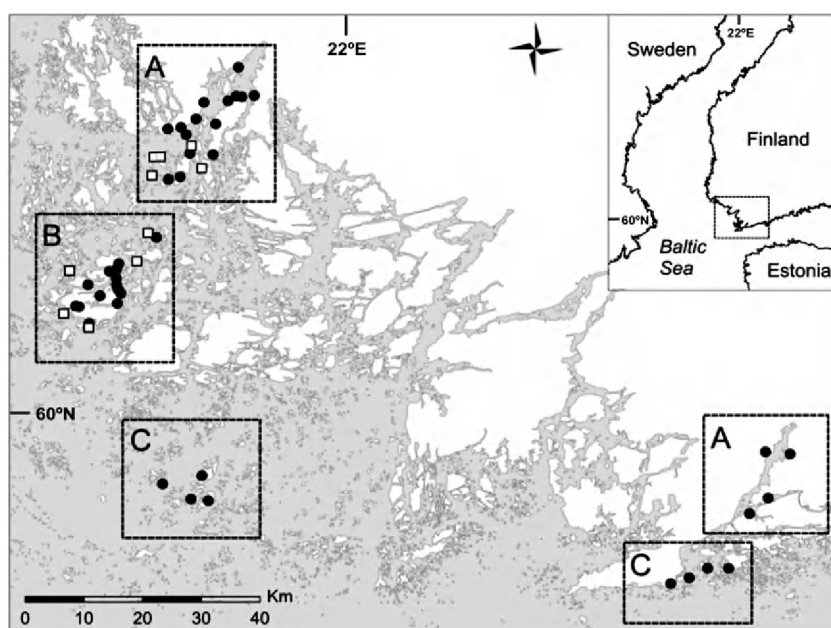 22ºE
A
B
C
60ºN
Km
0 10 20 30 40
A
C
22ºE
Sweden
Finland
60ºN
Baltic
Sea
Estonia